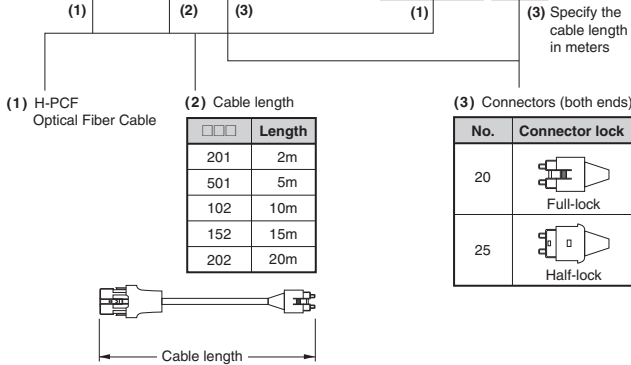 (1) (2) (3) (1) (3) Specify the
cable length
in meters
(1) H-PCF
Optical Fiber Cable
(2) Cable length
□□□ Length
201 2m
501 5m
102 10m
152 15m
202 20m
Cable length
(3) Connectors (both ends)
No. Connector lock
20
Full-lock
25
Half-lock